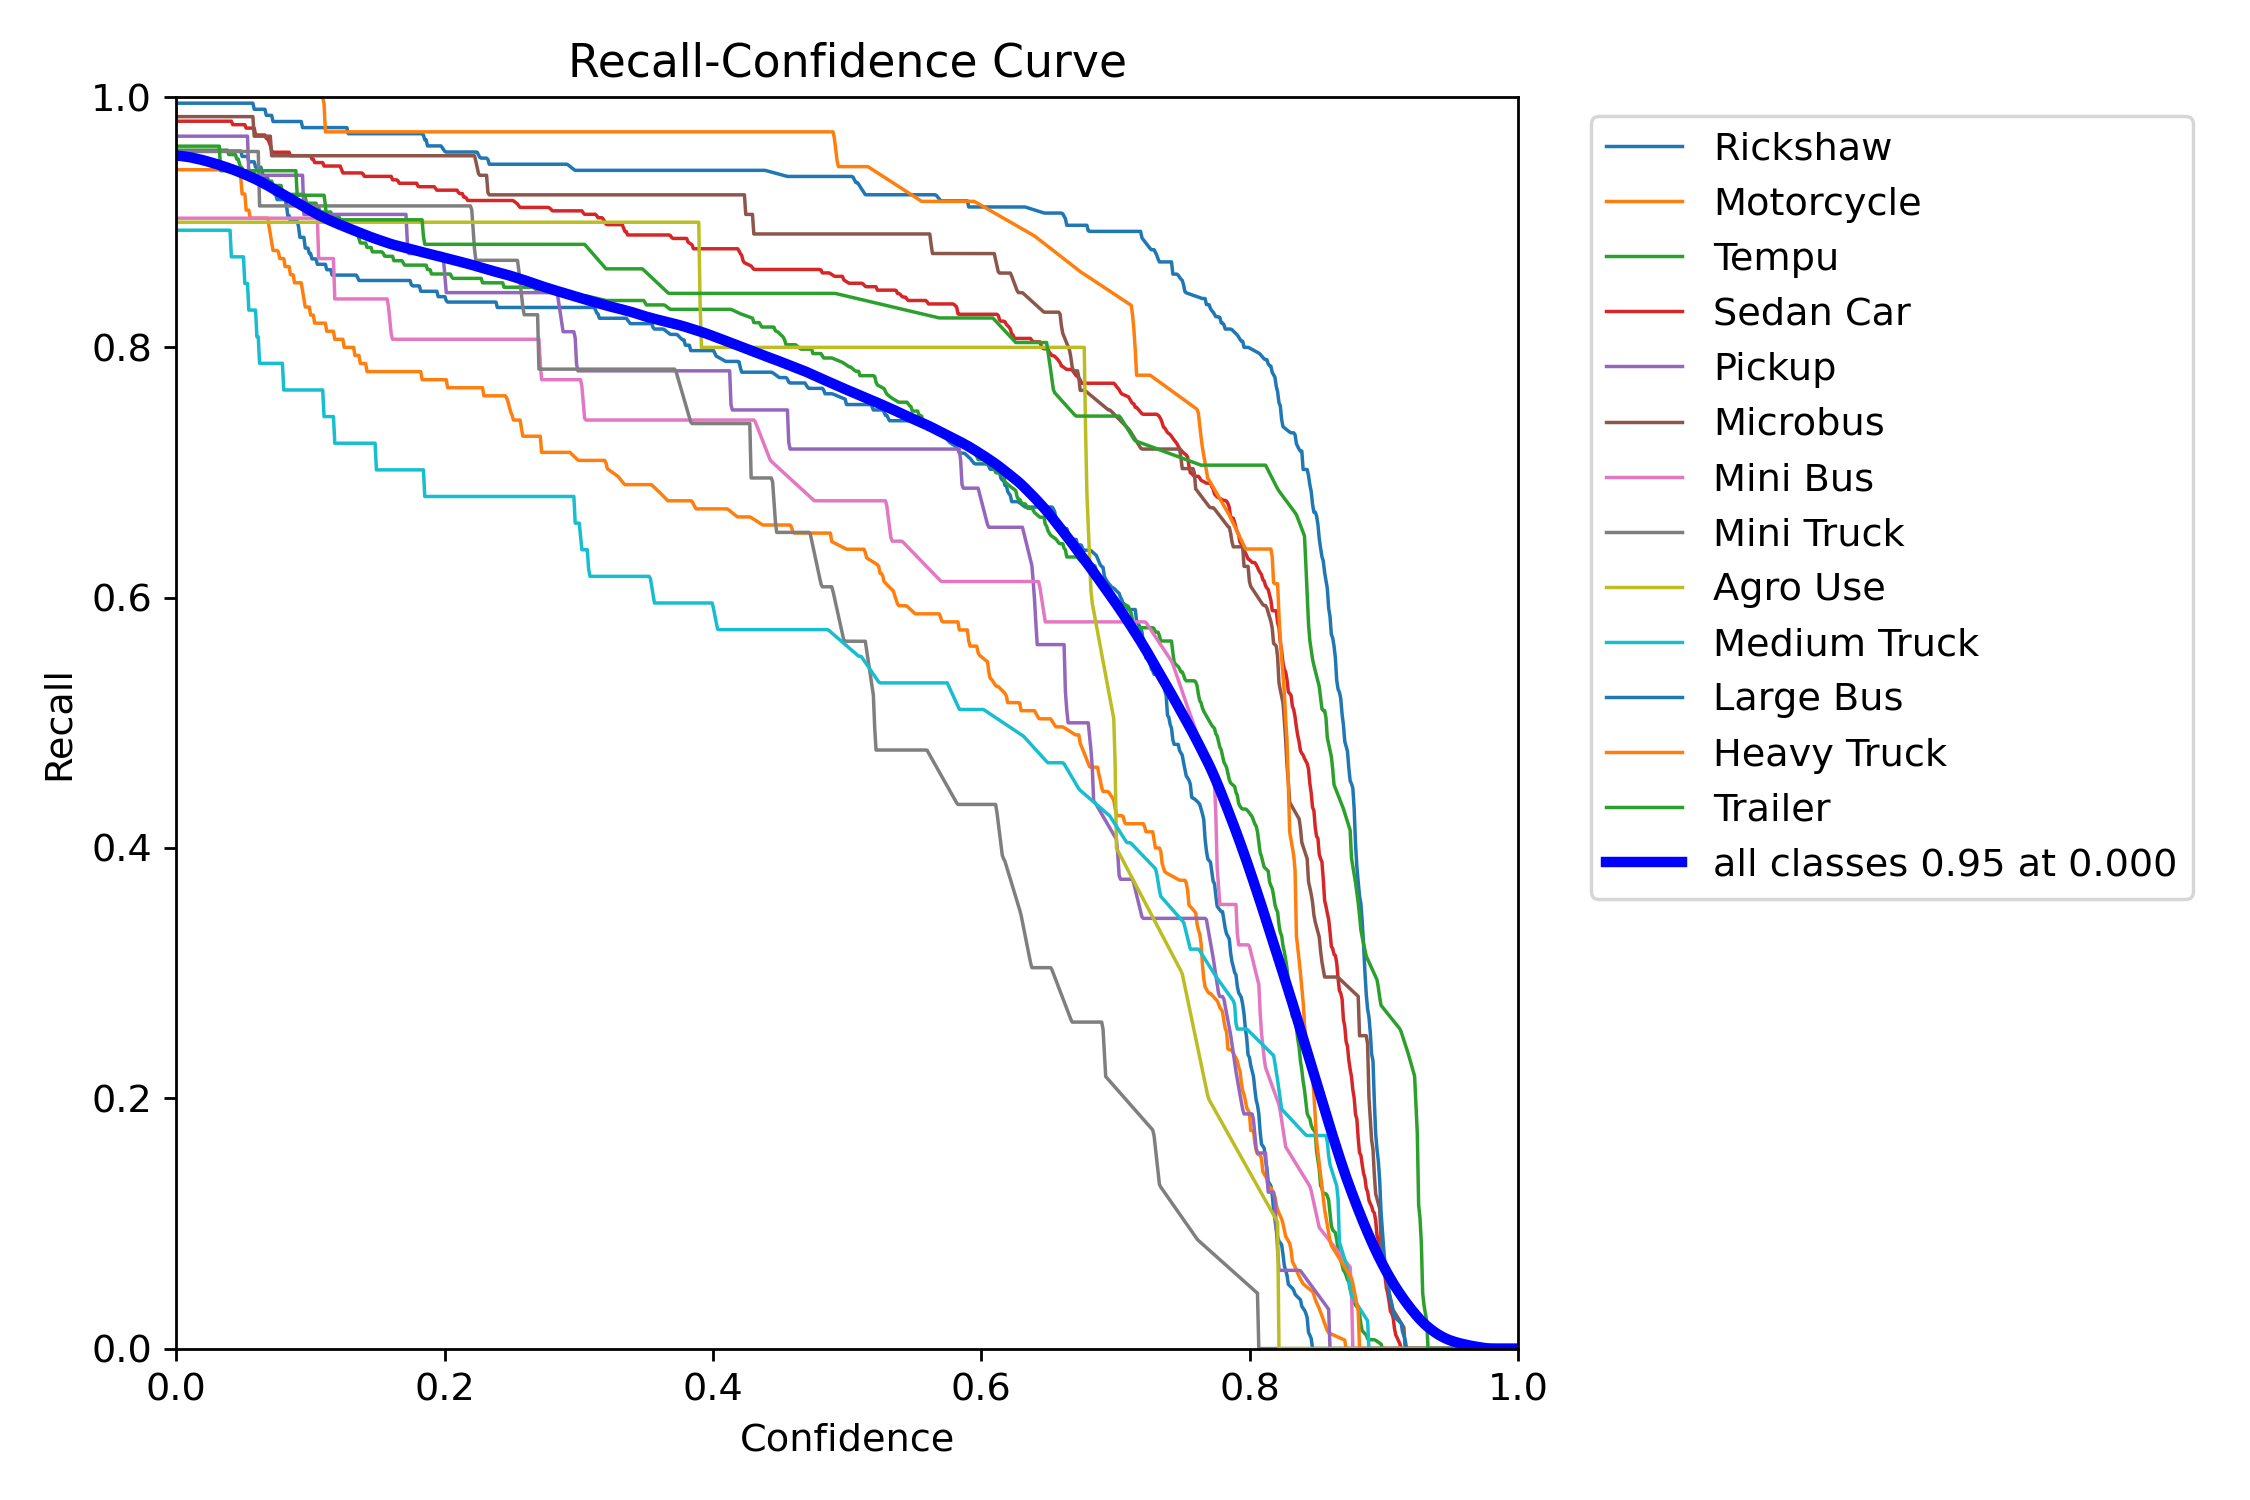 Recall-Confidence Curve
1.0
0.8
0.6
0.4
0.2
0.0
Recall
0.0 0.2 0.4 0.6 0.8 1.0
Confidence
Rickshaw
Motorcycle
Tempu
Sedan Car
Pickup
Microbus
Mini Bus
Mini Truck
Agro Use
Medium Truck
Large Bus
Heavy Truck
Trailer
all classes 0.95 at 0.000